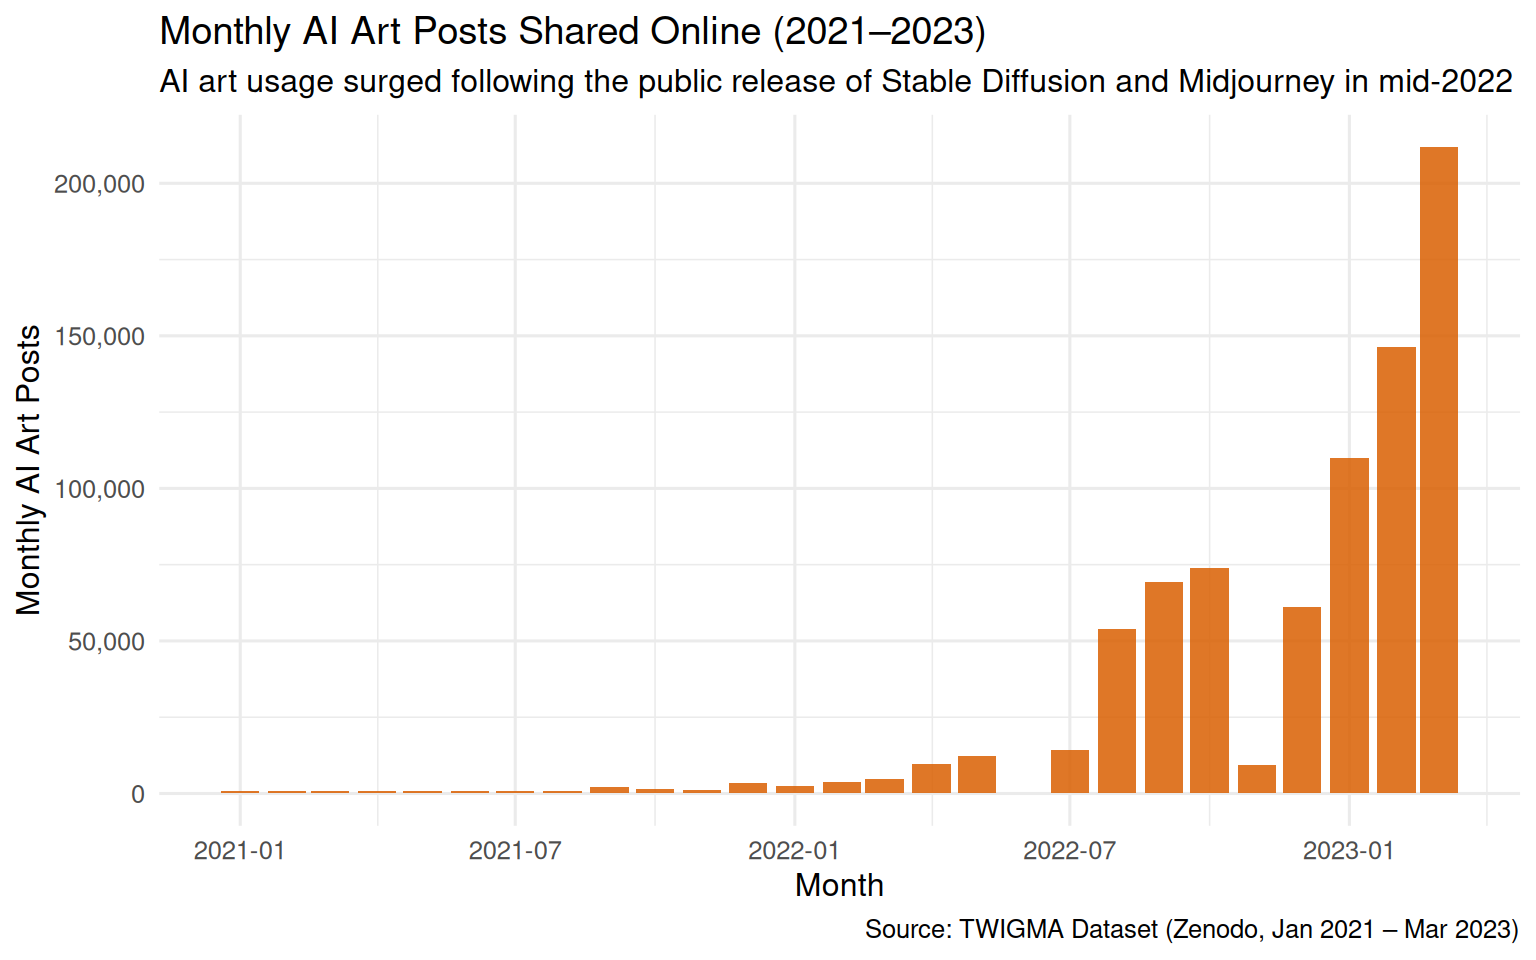 Monthly AI Art Posts Shared Online (2021–2023)
AI art usage surged following the public release of Stable Diffusion and Midjourney in mid-2022
Monthly AI Art Posts
200,000
150,000
100,000
50,000
0
2021-01
2021-07
2022-01
2022-07
2023-01
Month
Source: TWIGMA Dataset (Zenodo, Jan 2021 – Mar 2023)